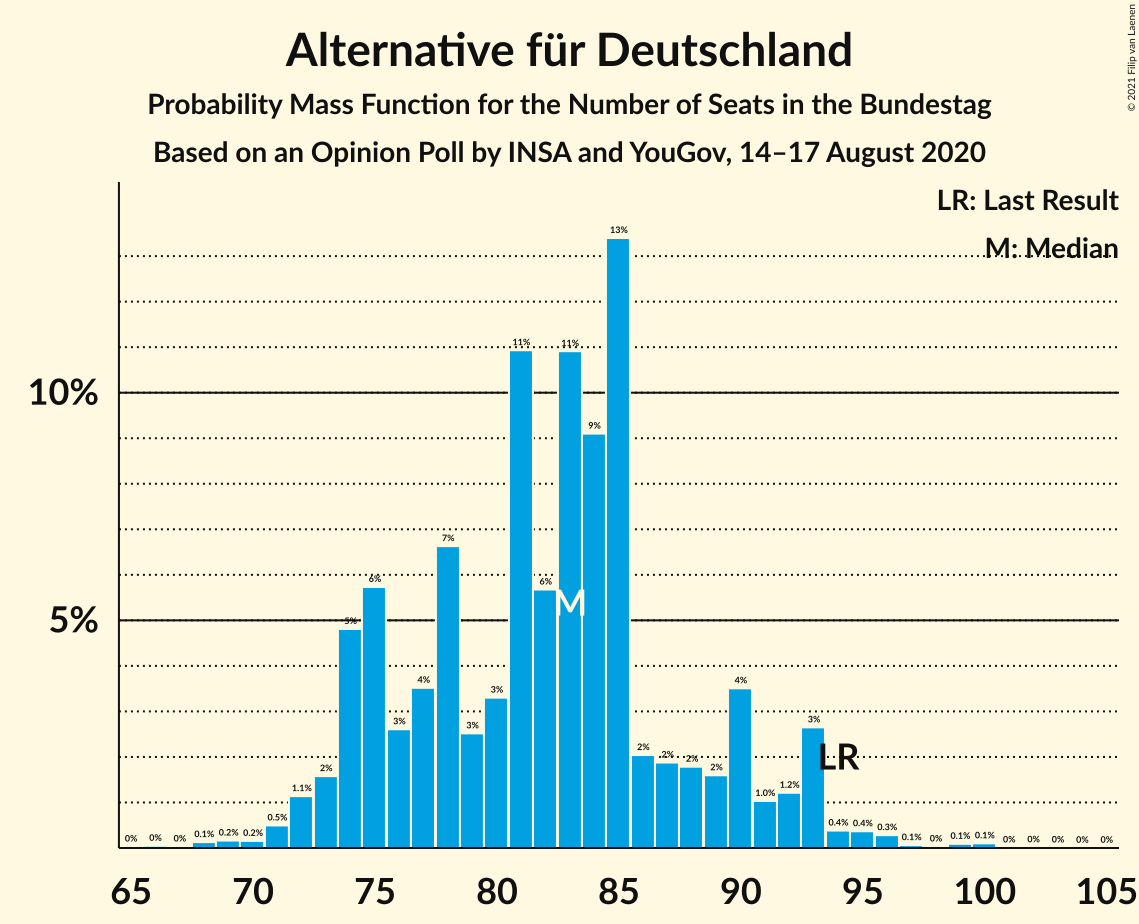 Alternative für Deutschland
Probability Mass Function for the Number of Seats in the Bundestag
Based on an Opinion Poll by INSA and YouGov, 14–17 August 2020
© 2021 Filip van Laenen
LR: Last Result
M: Median
10%
5%
0% 0% 0% 0.1% 0.2% 0.2% 0.5% 1.1% 2% 5% 6% 3% 4% 7% 3% 3% 11% 6% 11% 9% 13% 2% 2% 2% 2% 4% 1.0% 1.2% 3% 0.4% 0.4% 0.3% 0.1% 0% 0.1% 0.1% 0% 0% 0% 0% 0%
M
LR
65 70 75 80 85 90 95 100 105